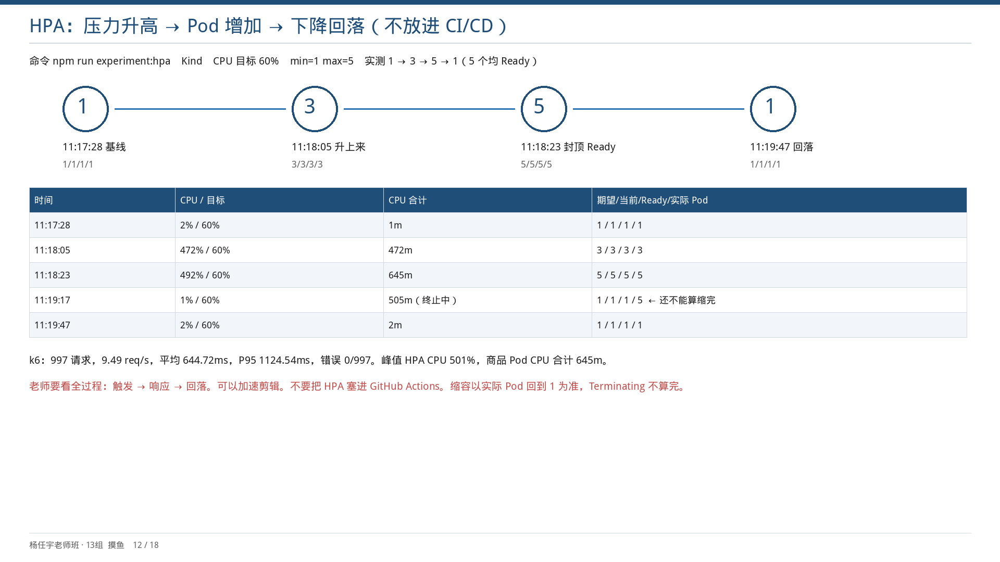 HPA：压力升高 → Pod 增加 → 下降回落（不放进 CI/CD）
命令 npm run experiment:hpa Kind CPU 目标 60% min=1 max=5 实测 1 → 3 → 5 → 1（5 个均 Ready）
1 3 5 1
11:17:28 基线 11:18:05 升上来 11:18:23 封顶 Ready 11:19:47 回落
1/1/1/1 3/3/3/3 5/5/5/5 1/1/1/1
时间 CPU / 目标 CPU 合计 期望/当前/Ready/实际 Pod
11:17:28 2% / 60% 1m 1 / 1 / 1 / 1
11:18:05 472% / 60% 472m 3 / 3 / 3 / 3
11:18:23 492% / 60% 645m 5 / 5 / 5 / 5
11:19:17 1% / 60% 505m（终止中） 1 / 1 / 1 / 5 ← 还不能算缩完
11:19:47 2% / 60% 2m 1 / 1 / 1 / 1
k6：997 请求，9.49 req/s，平均 644.72ms，P95 1124.54ms，错误 0/997。峰值 HPA CPU 501%，商品 Pod CPU 合计 645m。
老师要看全过程：触发 → 响应 → 回落。可以加速剪辑。不要把 HPA 塞进 GitHub Actions。缩容以实际 Pod 回到 1 为准，Terminating 不算完。
杨任宇老师班 · 13组 摸鱼 12 / 18